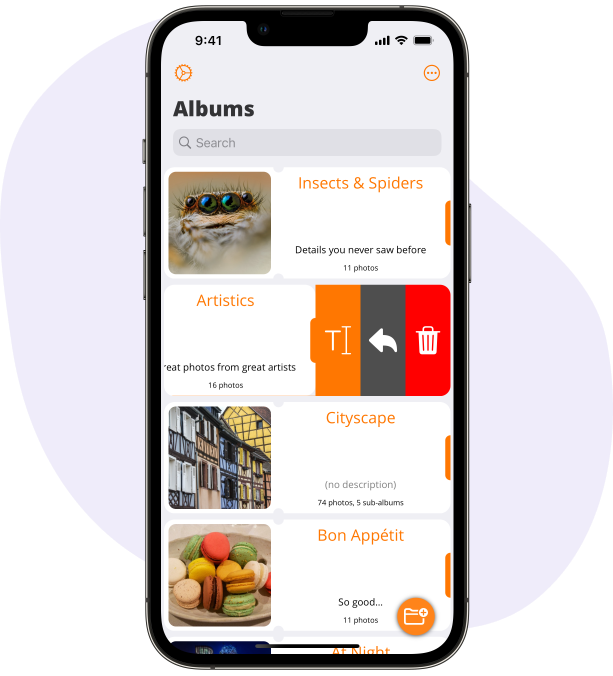 9:41
Albums
Search
Insects & Spiders
Details you never saw before
11 photos
Artistics
reat photos from great artists
16 photos
Cityscape
(no description)
74 photos, 5 sub-albums
Bon Appétit
So good...
11 photos
At Night